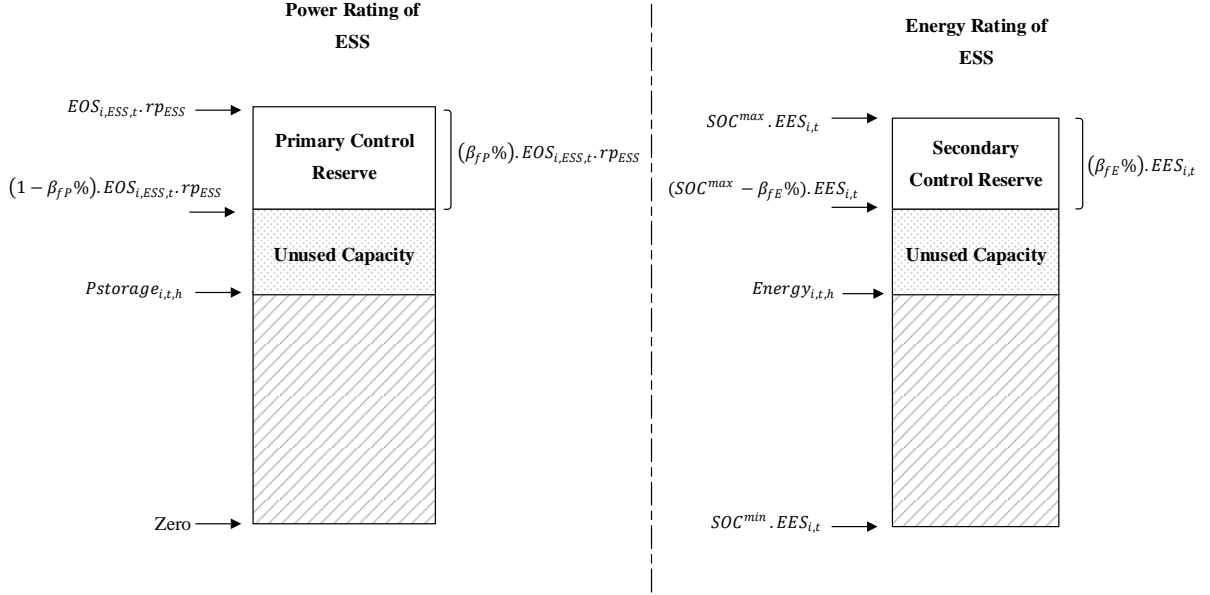 Power Rating of
ESS
EOS_{i,ESS,t}.rp_{ESS}
Primary Control
Reserve
(β_{fP}%).EOS_{i,ESS,t}.rp_{ESS}
(1 − β_{fP}%).EOS_{i,ESS,t}.rp_{ESS}
Unused Capacity
Pstorage_{i,t,h}
Zero
Energy Rating of
ESS
SOC^{max}.EES_{i,t}
Secondary
Control Reserve
(β_{fE}%).EES_{i,t}
(SOC^{max} − β_{fE}%).EES_{i,t}
Unused Capacity
Energy_{i,t,h}
SOC^{min}.EES_{i,t}